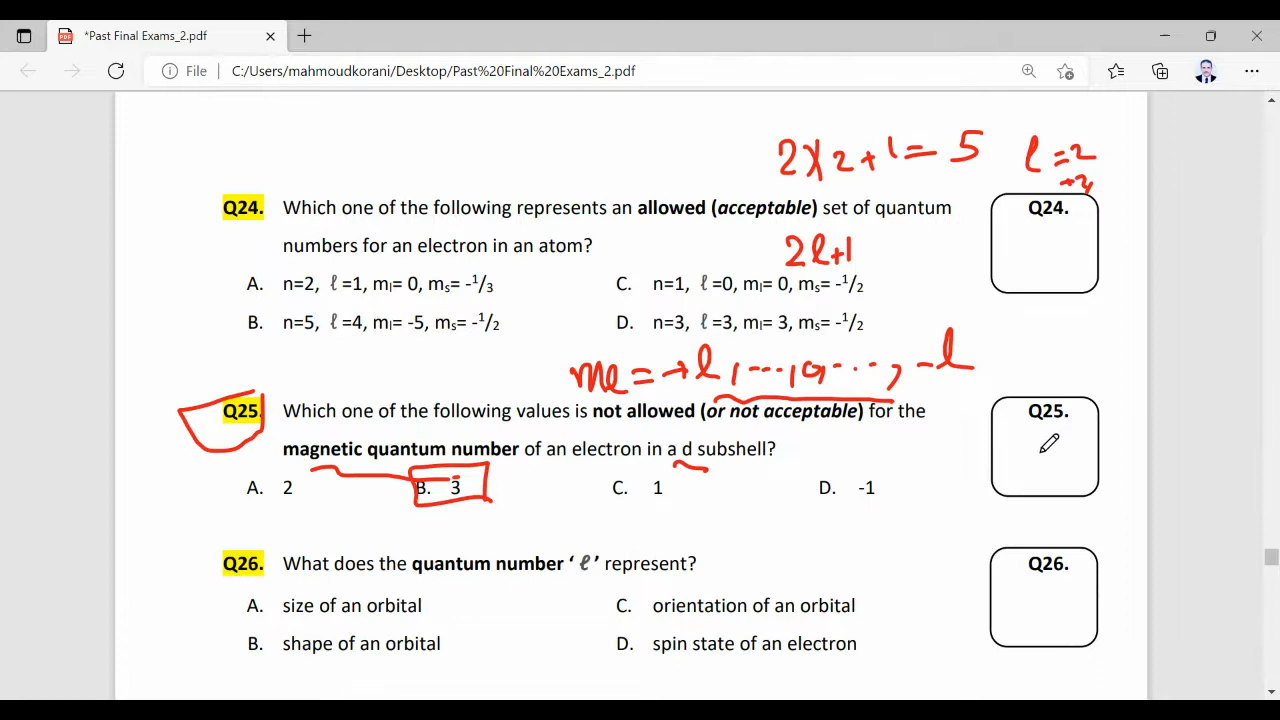 *Past Final Exams_2.pdf
File C:/Users/mahmoudkorani/Desktop/Past%20Final%20Exams_2.pdf
2x2+1=5 l=2
Q24. Which one of the following represents an allowed (acceptable) set of quantum
numbers for an electron in an atom?
Q24.
2l+1
A. n=2, ℓ =1, ml= 0, ms= -1/3
C. n=1, ℓ =0, ml= 0, ms= -1/2
B. n=5, ℓ =4, ml= -5, ms= -1/2
D. n=3, ℓ =3, ml= 3, ms= -1/2
ml = +l, ---, 0, ---, -l
Q25. Which one of the following values is not allowed (or not acceptable) for the
magnetic quantum number of an electron in a d subshell?
Q25.
A. 2 B. 3 C. 1 D. -1
Q26. What does the quantum number ‘ ℓ’ represent?
Q26.
A. size of an orbital
C. orientation of an orbital
B. shape of an orbital
D. spin state of an electron